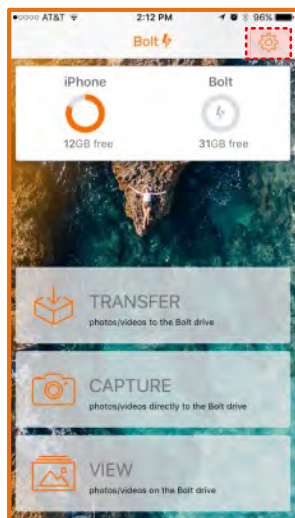 AT&T
2:12 PM
96%
Bolt
iPhone
Bolt
12GB free
31GB free
TRANSFER
photos/videos to the Bolt drive
CAPTURE
photos/videos directly to the Bolt drive
VIEW
photos/videos on the Bolt drive